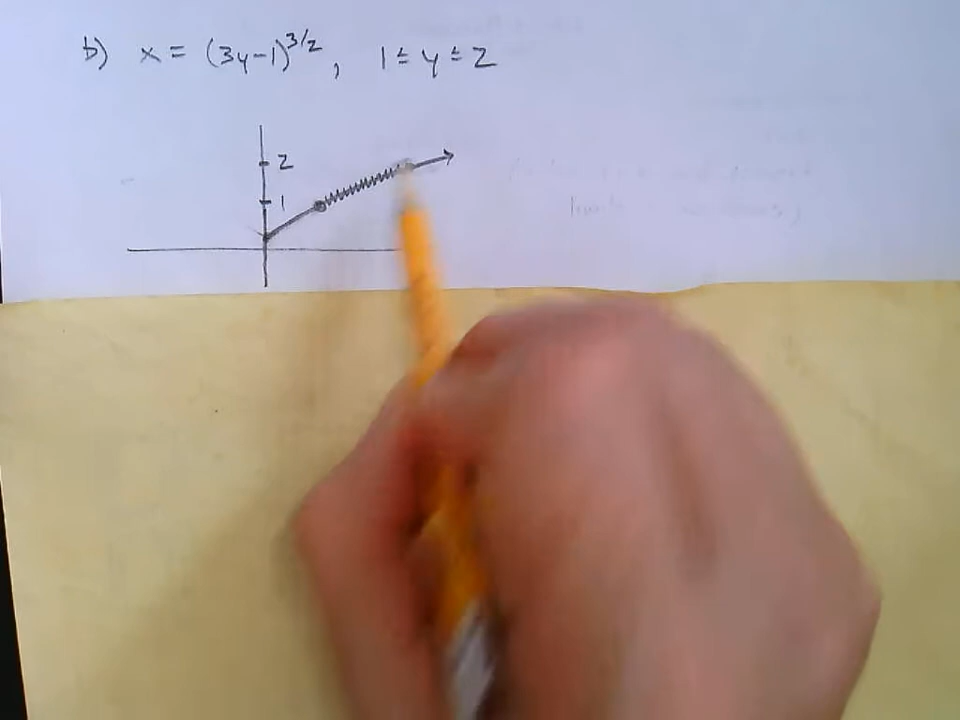 b) x = (3y-1)^{3/2}, 1 ≤ y ≤ 2
2
1